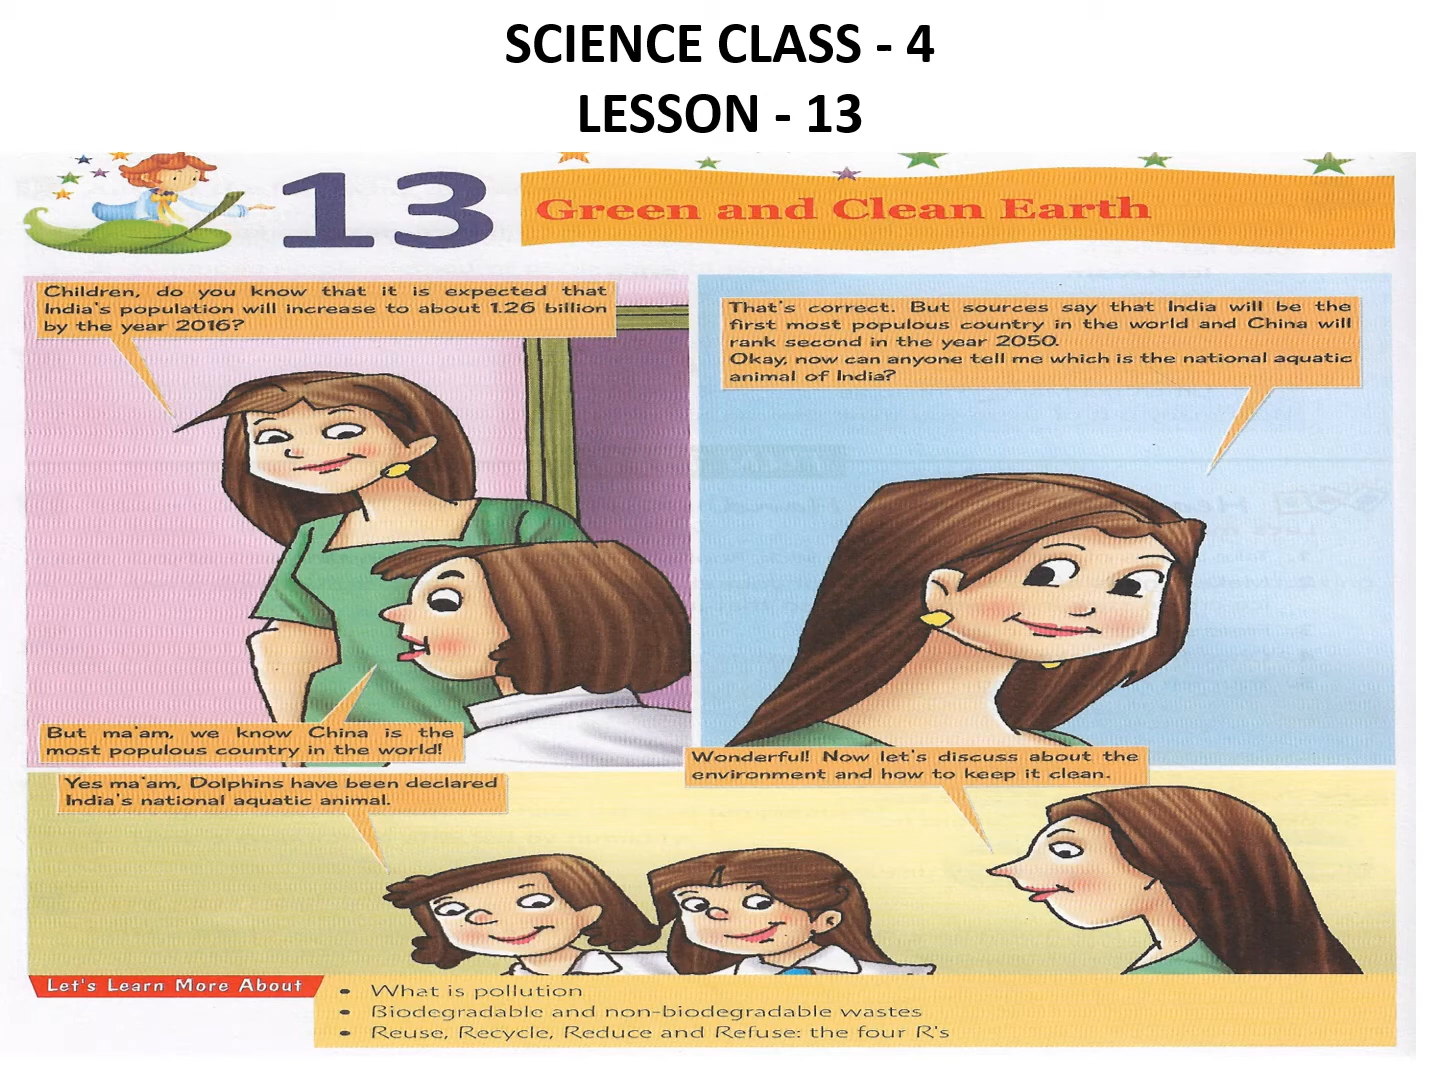 SCIENCE CLASS - 4
LESSON - 13
13
Green and Clean Earth
Children, do you know that it is expected that
India's population will increase to about 1.26 billion
by the year 2016?
But ma'am, we know China is the
most populous country in the world!
That's correct. But sources say that India will be the
first most populous country in the world and China will
rank second in the year 2050.
Okay, now can anyone tell me which is the national aquatic
animal of India?
Yes ma'am, Dolphins have been declared
India's national aquatic animal.
Wonderful! Now let's discuss about the
environment and how to keep it clean.
Let's Learn More About
• What is pollution
• Biodegradable and non-biodegradable wastes
• Reuse, Recycle, Reduce and Refuse: the four R's